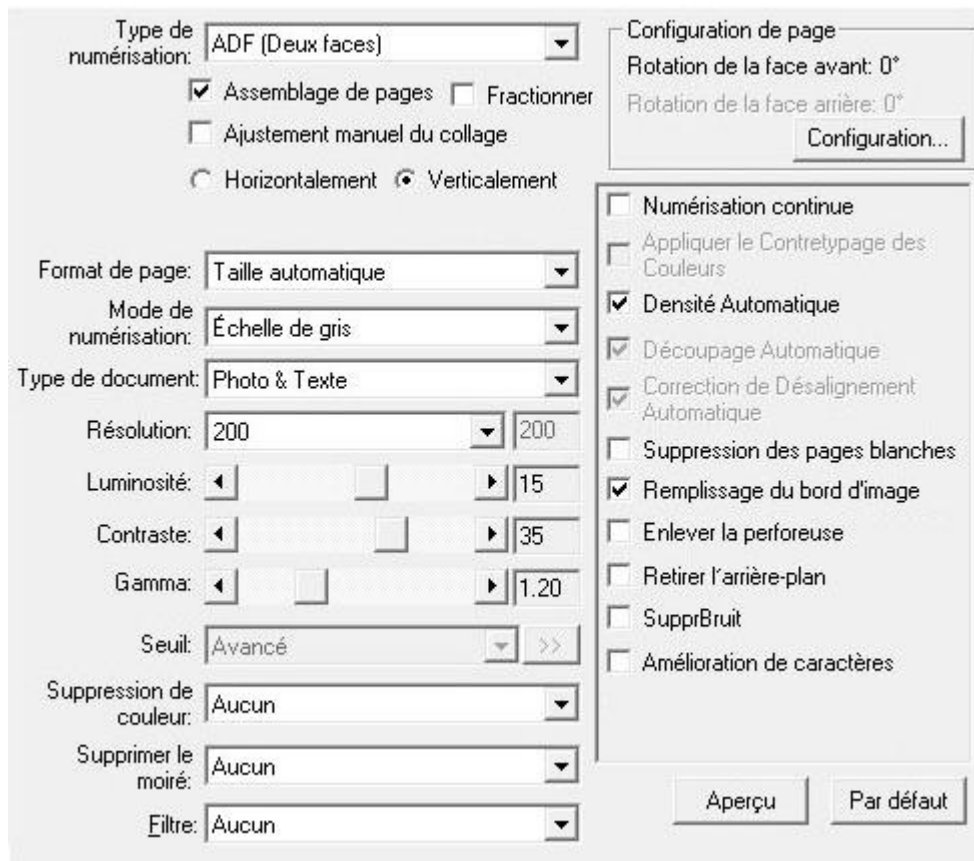 Type de
numérisation:
ADF (Deux faces)
Assemblage de pages
Fractionner
Ajustement manuel du collage
Horizontalement
Verticalement
Format de page:
Taille automatique
Mode de
numérisation:
Échelle de gris
Type de document:
Photo & Texte
Résolution:
200
200
Luminosité:
15
Contraste:
35
Gamma:
1.20
Seuil:
Avancé
>>
Suppression de
couleur:
Aucun
Supprimer le
moiré:
Aucun
Filtre:
Aucun
Configuration de page
Rotation de la face avant: 0°
Rotation de la face arrière: 0°
Configuration...
Numérisation continue
Appliquer le Contretypage des
Couleurs
Densité Automatique
Découpage Automatique
Correction de Désalignement
Automatique
Suppression des pages blanches
Remplissage du bord d'image
Enlever la perforeuse
Retirer l'arrière-plan
SupprBruit
Amélioration de caractères
Aperçu
Par défaut